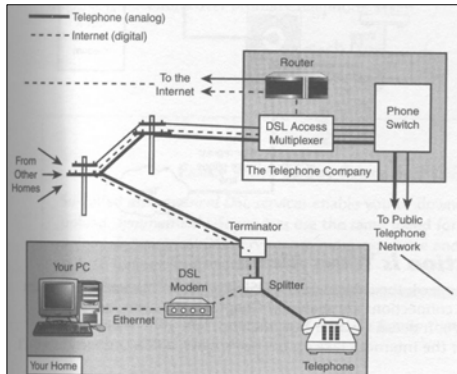 Telephone (analog)
Internet (digital)
Router
To the
Internet
Phone
Switch
DSL Access
Multiplexer
The Telephone Company
From
Other
Homes
To Public
Telephone
Network
Terminator
Your PC
DSL
Modem
Splitter
Ethernet
Telephone
Your Home